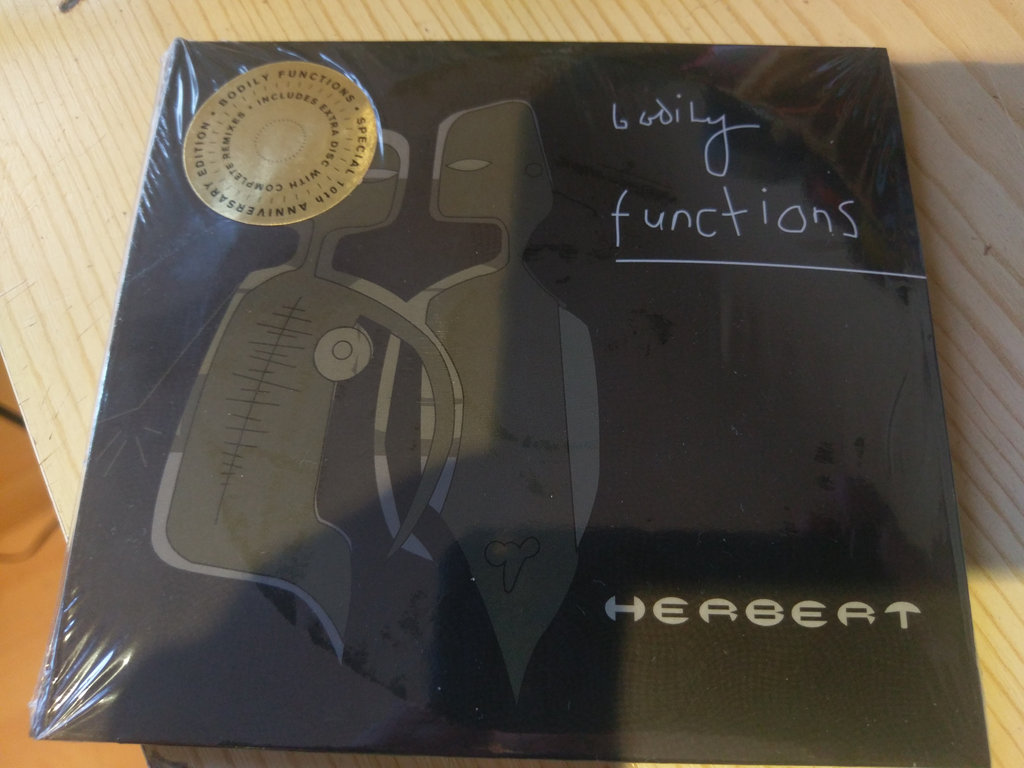 BODILY FUNCTIONS • SPECIAL 10th ANNIVERSARY EDITION •
INCLUDES EXTRA DISC WITH COMPLETE REMIXES •
bodily
functions
HERBERT